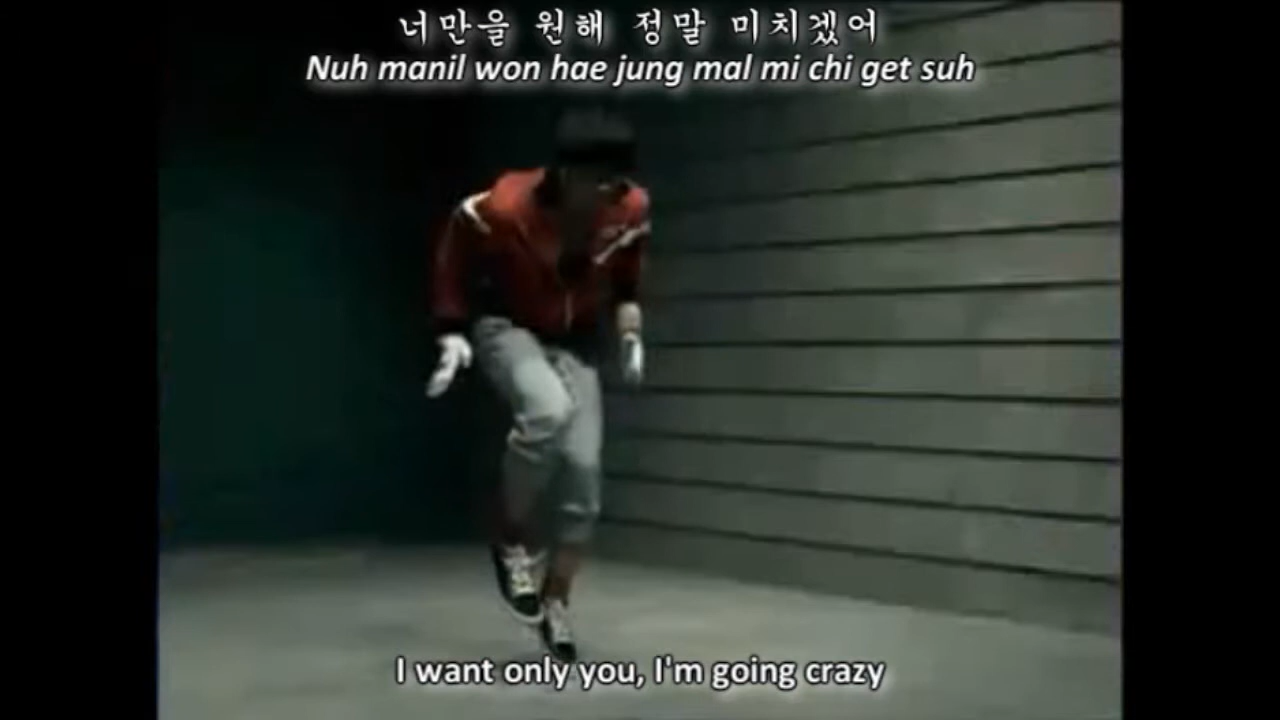 너만을 원해 정말 미치겠어
Nuh manil won hae jung mal mi chi get suh
I want only you, I'm going crazy